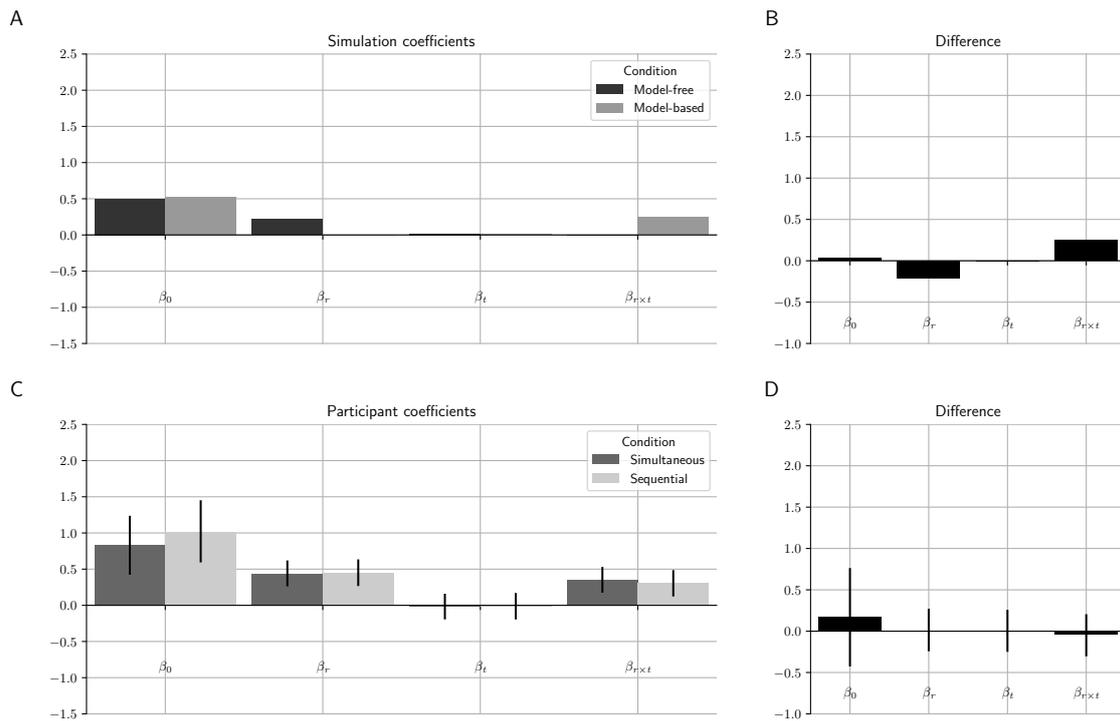 A
Simulation coefficients
2.5
2.0
1.5
1.0
0.5
0.0
−0.5
−1.0
−1.5
Condition
Model-free
Model-based
β₀
βᵣ
βₜ
βᵣₓₜ
B
Difference
2.5
2.0
1.5
1.0
0.5
0.0
−0.5
−1.0
β₀
βᵣ
βₜ
βᵣₓₜ
C
Participant coefficients
2.5
2.0
1.5
1.0
0.5
0.0
−0.5
−1.0
−1.5
Condition
Simultaneous
Sequential
β₀
βᵣ
βₜ
βᵣₓₜ
D
Difference
2.5
2.0
1.5
1.0
0.5
0.0
−0.5
−1.0
β₀
βᵣ
βₜ
βᵣₓₜ